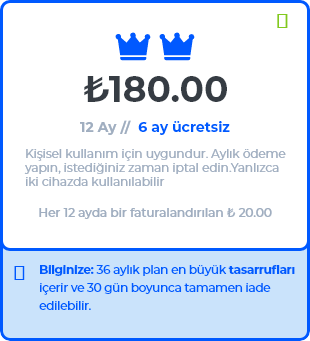 ₺180.00
12 Ay // 6 ay ücretsiz
Kişisel kullanım için uygundur. Aylık ödeme
yapın, istediğiniz zaman iptal edin.Yanlızca
iki cihazda kullanılabilir
Her 12 ayda bir faturalandırılan ₺ 20.00
Bilginize: 36 aylık plan en büyük tasarrufları
içerir ve 30 gün boyunca tamamen iade
edilebilir.